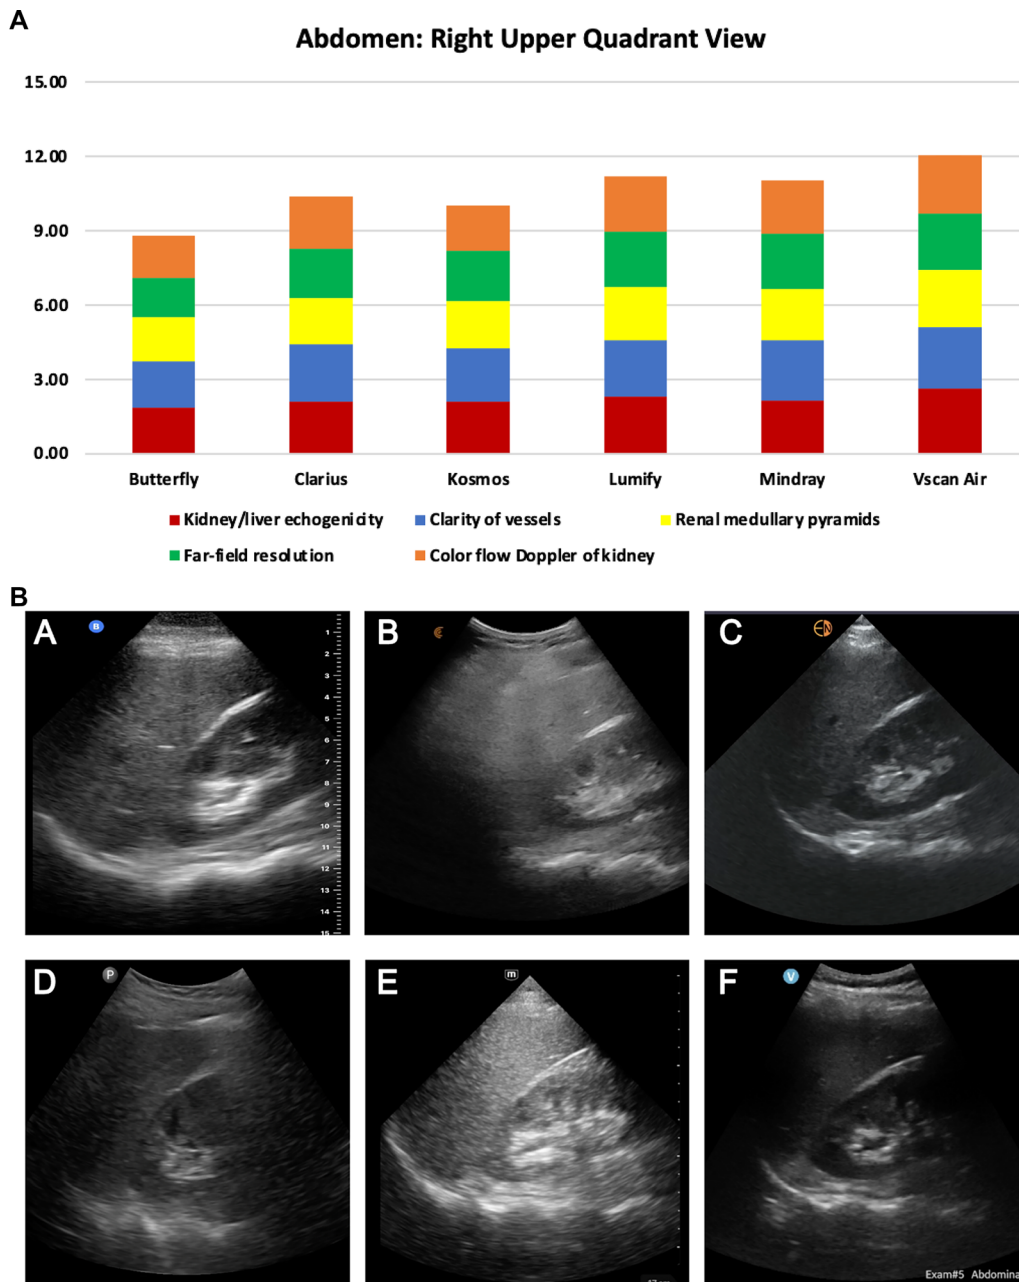 A
Abdomen: Right Upper Quadrant View
15.00
12.00
9.00
6.00
3.00
0.00
Butterfly Clarius Kosmos Lumify Mindray Vscan Air
Kidney/liver echogenicity Clarity of vessels Renal medullary pyramids
Far-field resolution Color flow Doppler of kidney
B
A B
B
C
1
2
3
4
5
6
7
8
9
10
11
12
13
14
15
D P
E m
F V
Exam#5 Abdomina